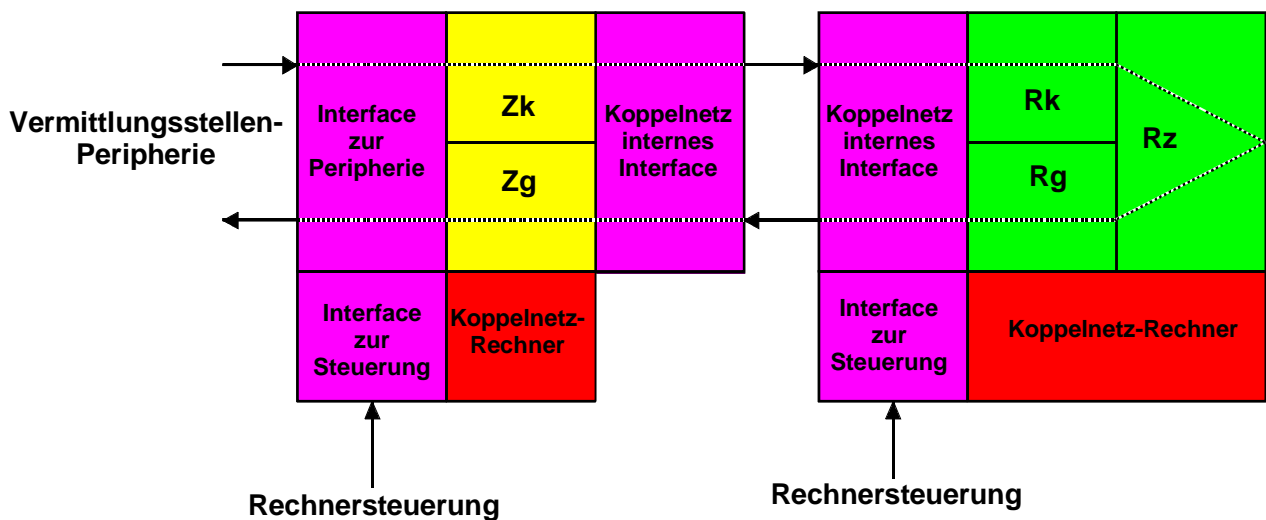 Vermittlungsstellen-
Peripherie
Interface
zur
Peripherie
Zk
Zg
Koppelnetz
internes
Interface
Interface
zur
Steuerung
Koppelnetz-
Rechner
Rechnersteuerung
Koppelnetz
internes
Interface
Rk
Rg
Rz
Interface
zur
Steuerung
Koppelnetz-Rechner
Rechnersteuerung